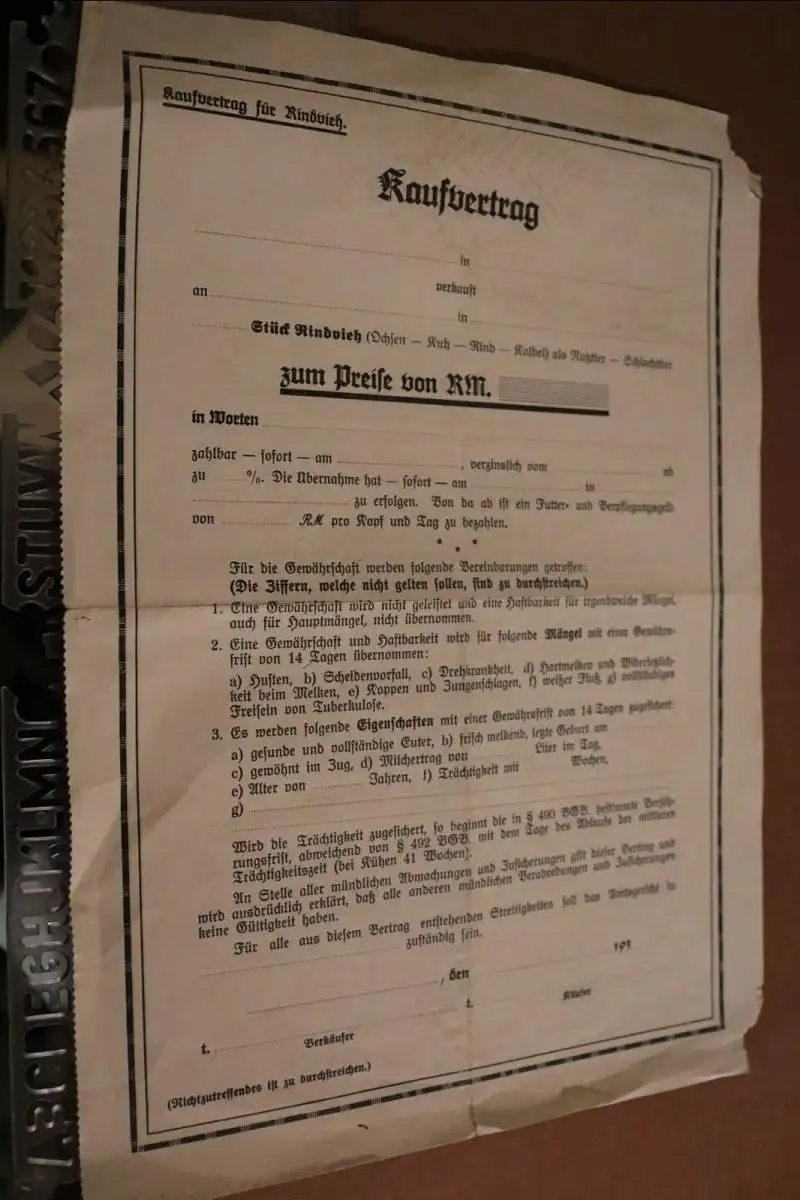 Kaufvertrag für Rindvieh.
Kaufvertrag
in
verkauft
an
in
Stück Rindvieh (Ochsen — Kuh — Rind — Kalbel) als Nutztier — Schlachttier
zum Preise von RM.
in Worten
zahlbar — sofort — am , verzinslich vom ab
zu %. Die Übernahme hat — sofort — am in
zu erfolgen. Von da ab ist ein Futter- und Verpflegungsgeld
von RM pro Kopf und Tag zu bezahlen.
Für die Gewährschaft werden folgende Vereinbarungen getroffen:
(Die Ziffern, welche nicht gelten sollen, sind zu durchstreichen.)
1. Eine Gewährschaft wird nicht geleistet und eine Haftbarkeit für irgendwelche Mängel,
auch für Hauptmängel, nicht übernommen.
2. Eine Gewährschaft und Haftbarkeit wird für folgende Mängel mit einer Gewährs-
frist von 14 Tagen übernommen:
a) Husten, b) Scheidenvorfall, c) Drehkrankheit, d) Hartmelken und Widersetzlich-
keit beim Melken, e) Koppen und Zungenschlagen, f) weißer Fluß, g) vollständiges
Freisein von Tuberkulose.
3. Es werden folgende Eigenschaften mit einer Gewährsfrist von 14 Tagen zugesichert
a) gesunde und vollständige Euter, b) frisch melkend, letzte Geburt am
c) gewöhnt im Zug, d) Milchertrag von Liter im Tag,
e) Alter von Jahren, f) Trächtigkeit mit Wochen,
g)
Wird die Trächtigkeit zugesichert, so beginnt die in § 490 BGB. bestimmte Verjäh-
rungsfrist, abweichend von § 492 BGB. mit dem Tage des Ablaufs der mittleren
Trächtigkeitszeit (bei Kühen 41 Wochen).
An Stelle aller mündlichen Abmachungen und Zusicherungen gilt dieser Vertrag und
wird ausdrücklich erklärt, daß alle anderen mündlichen Verabredungen und Zusicherungen
keine Gültigkeit haben.
Für alle aus diesem Vertrag entstehenden Streitigkeiten soll das Amtsgericht in
zuständig sein.
, den 193
t. t.
Verkäufer Käufer
(Nichtzutreffendes ist zu durchstreichen.)